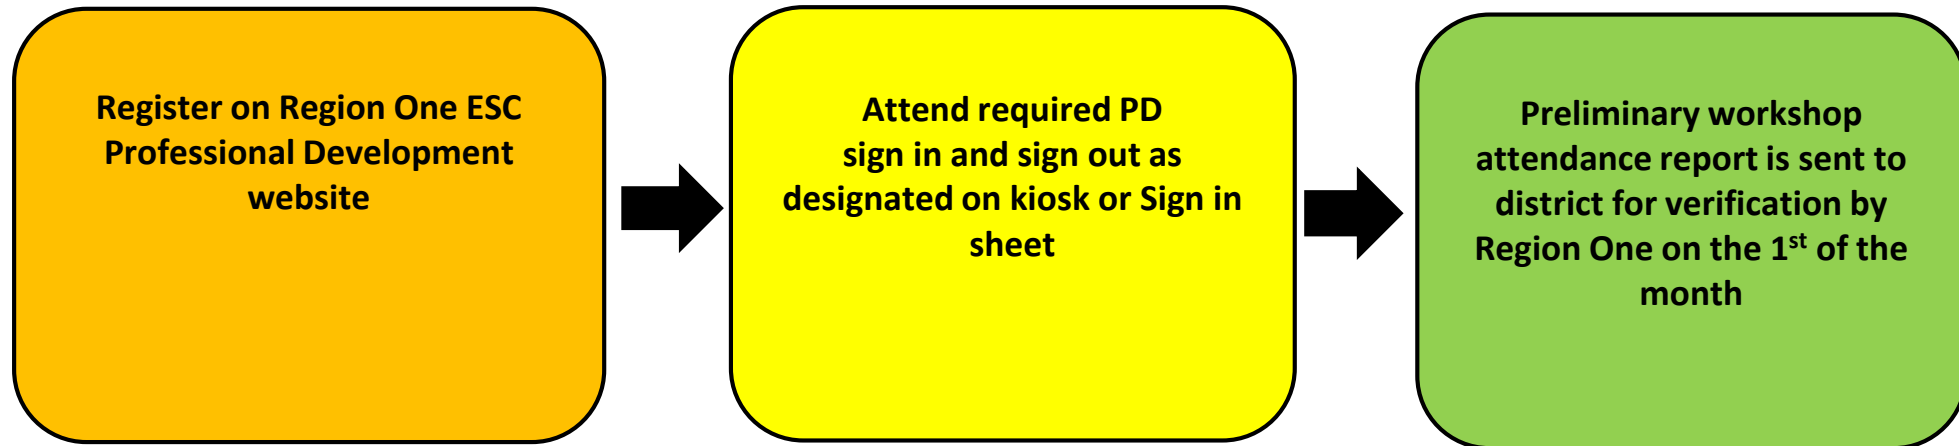 Register on Region One ESC
Professional Development
website
Attend required PD
sign in and sign out as
designated on kiosk or Sign in
sheet
Preliminary workshop
attendance report is sent to
district for verification by
Region One on the 1st of the
month